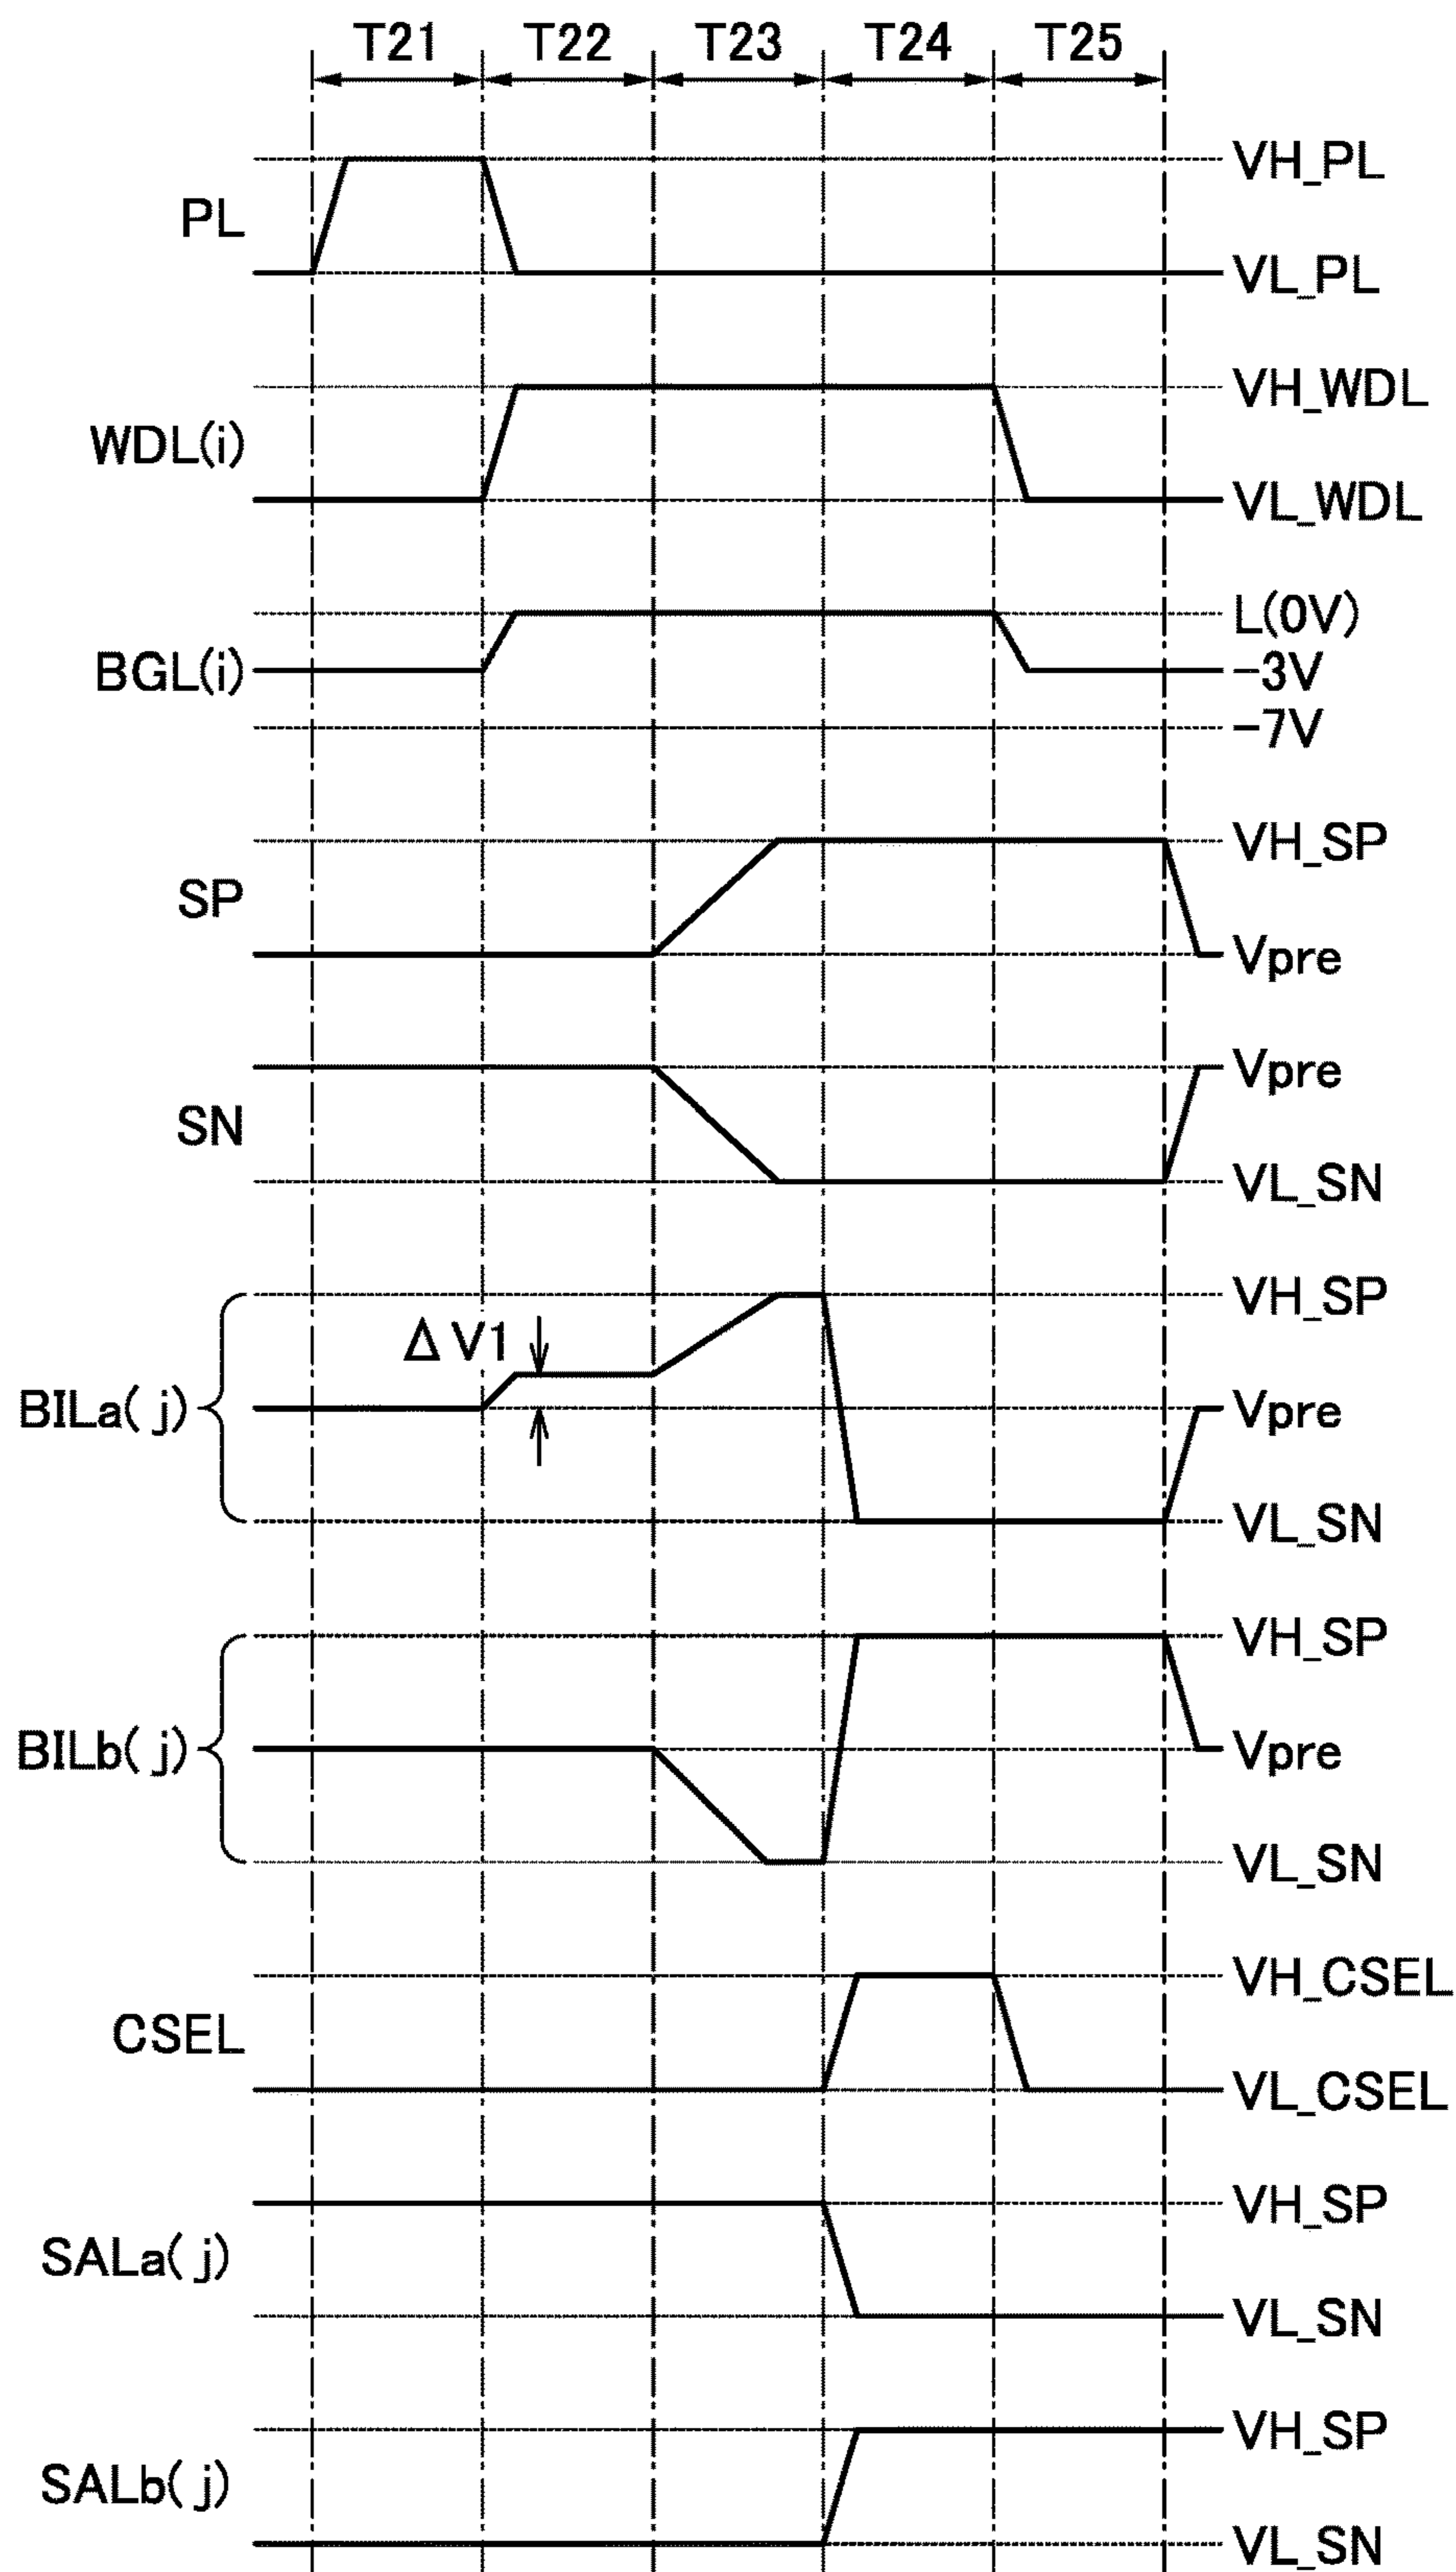 T21 T22 T23 T24 T25
VH_PL
PL
VL_PL
VH_WDL
WDL(i)
VL_WDL
L(0V)
BGL(i)
-3V
-7V
VH_SP
SP
Vpre
Vpre
SN
VL_SN
VH_SP
ΔV1
BILa(j)
Vpre
VL_SN
VH_SP
BILb(j)
Vpre
VL_SN
VH_CSEL
CSEL
VL_CSEL
VH_SP
SALa(j)
VL_SN
VH_SP
SALb(j)
VL_SN